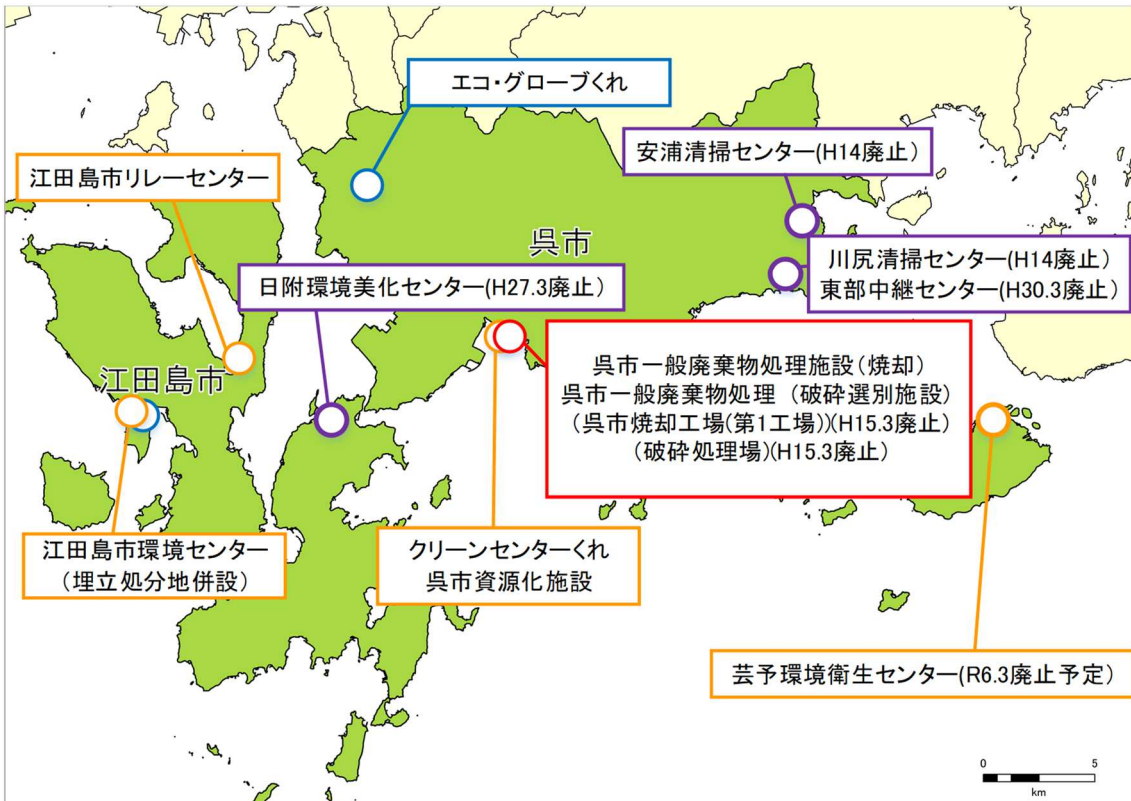 エコ・グローブくれ
安浦清掃センター(H14廃止)
江田島市リレーセンター
呉市
川尻清掃センター(H14廃止)
東部中継センター(H30.3廃止)
日附環境美化センター(H27.3廃止)
江田島市
呉市一般廃棄物処理施設(焼却)
呉市一般廃棄物処理 (破砕選別施設)
(呉市焼却工場(第1工場))(H15.3廃止)
(破砕処理場)(H15.3廃止)
江田島市環境センター
(埋立処分地併設)
クリーンセンターくれ
呉市資源化施設
芸予環境衛生センター(R6.3廃止予定)
0 5
km